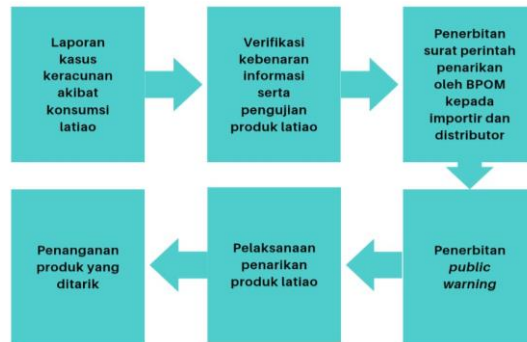 Laporan
kasus
keracunan
akibat
konsumsi
latiao
Verifikasi
kebenaran
informasi
serta
pengujian
produk latiao
Penerbitan
surat perintah
penarikan
oleh BPOM
kepada
importir dan
distributor
Penerbitan
public
warning
Pelaksanaan
penarikan
produk latiao
Penanganan
produk yang
ditarik